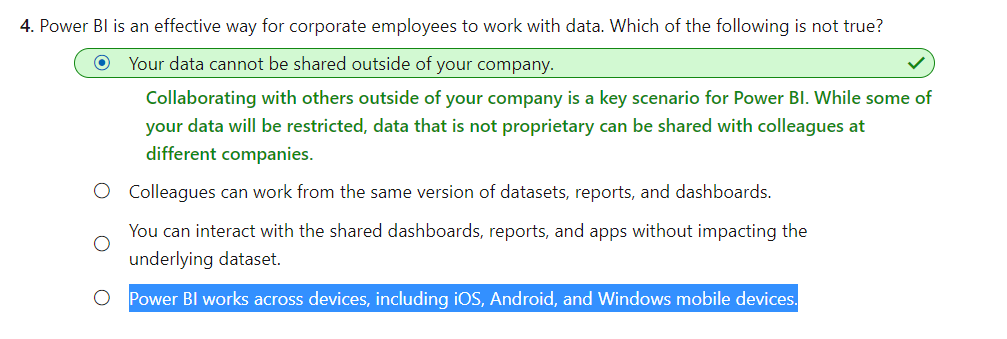 4. Power BI is an effective way for corporate employees to work with data. Which of the following is not true?
Your data cannot be shared outside of your company.
Collaborating with others outside of your company is a key scenario for Power BI. While some of
your data will be restricted, data that is not proprietary can be shared with colleagues at
different companies.
Colleagues can work from the same version of datasets, reports, and dashboards.
You can interact with the shared dashboards, reports, and apps without impacting the
underlying dataset.
Power BI works across devices, including iOS, Android, and Windows mobile devices.